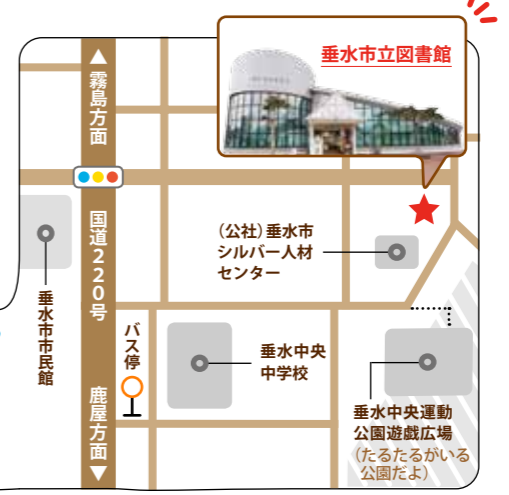 垂水市立図書館
▲霧島方面
国道220号
鹿屋方面▼
垂水市市民館
バス停
(公社)垂水市
シルバー人材
センター
垂水中央
中学校
垂水中央運動
公園遊戯広場
(たるたるがいる
公園だよ)